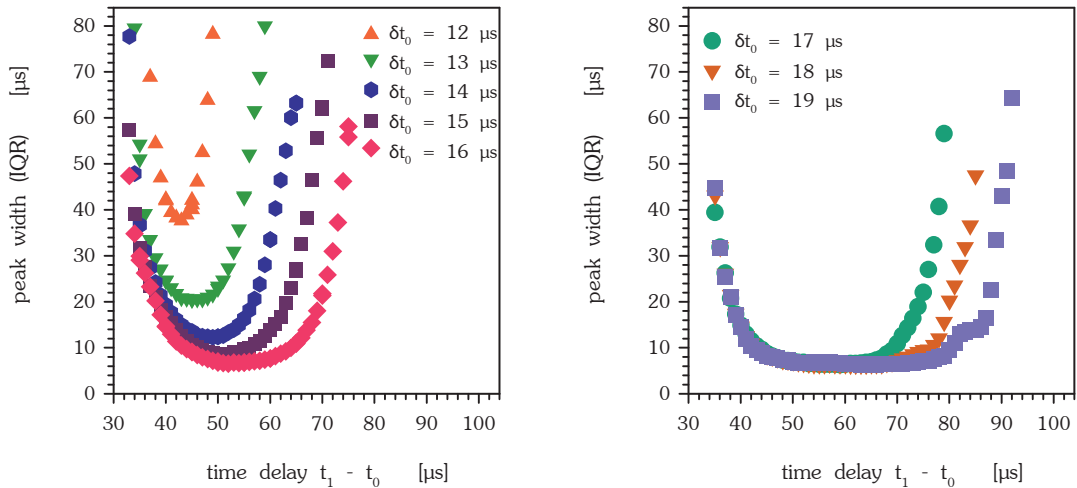 80
70
60
50
40
30
20
10
0
30 40 50 60 70 80 90 100
peak width (IQR) [μs]
time delay t₁ - t₀ [μs]
δt₀ = 12 μs
δt₀ = 13 μs
δt₀ = 14 μs
δt₀ = 15 μs
δt₀ = 16 μs
80
70
60
50
40
30
20
10
0
30 40 50 60 70 80 90 100
peak width (IQR) [μs]
time delay t₁ - t₀ [μs]
δt₀ = 17 μs
δt₀ = 18 μs
δt₀ = 19 μs